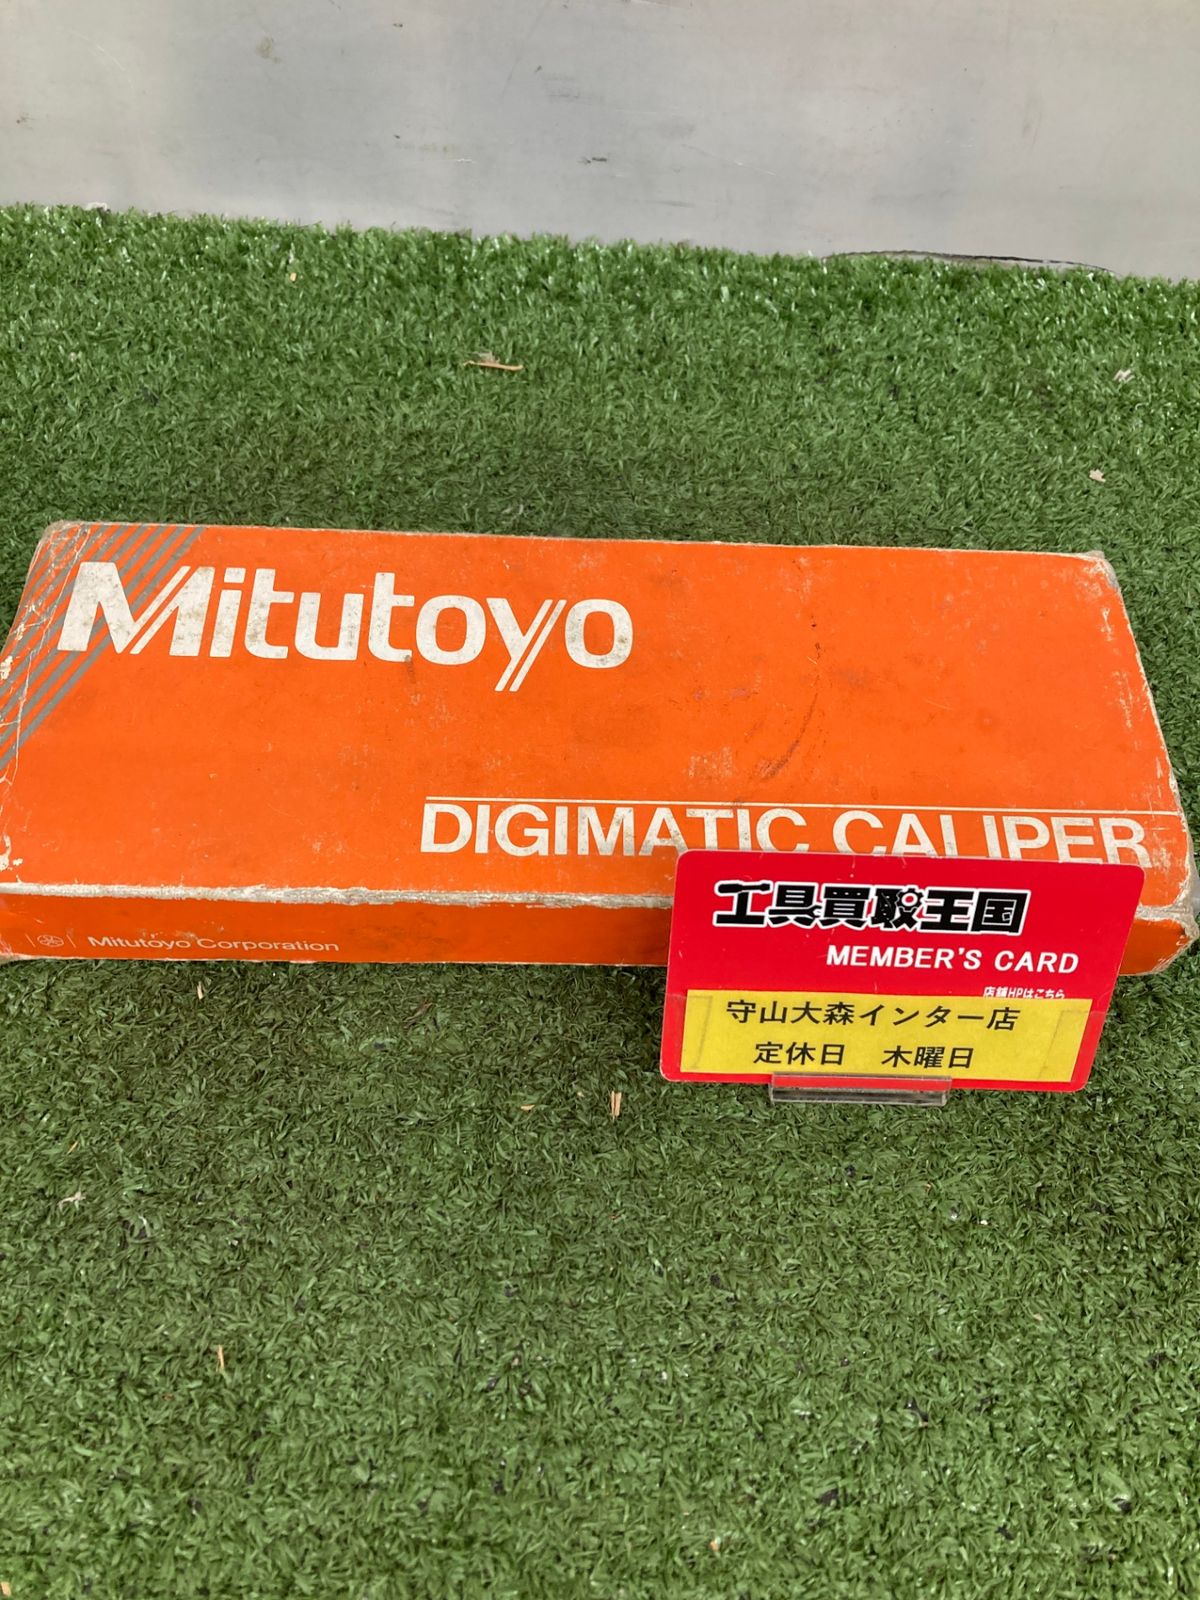 Mitutoyo
DIGIMATIC CALIPER
Mitutoyo Corporation
工具買取王国
MEMBER'S CARD
店舗HPはこちら
守山大森インター店
定休日 木曜日